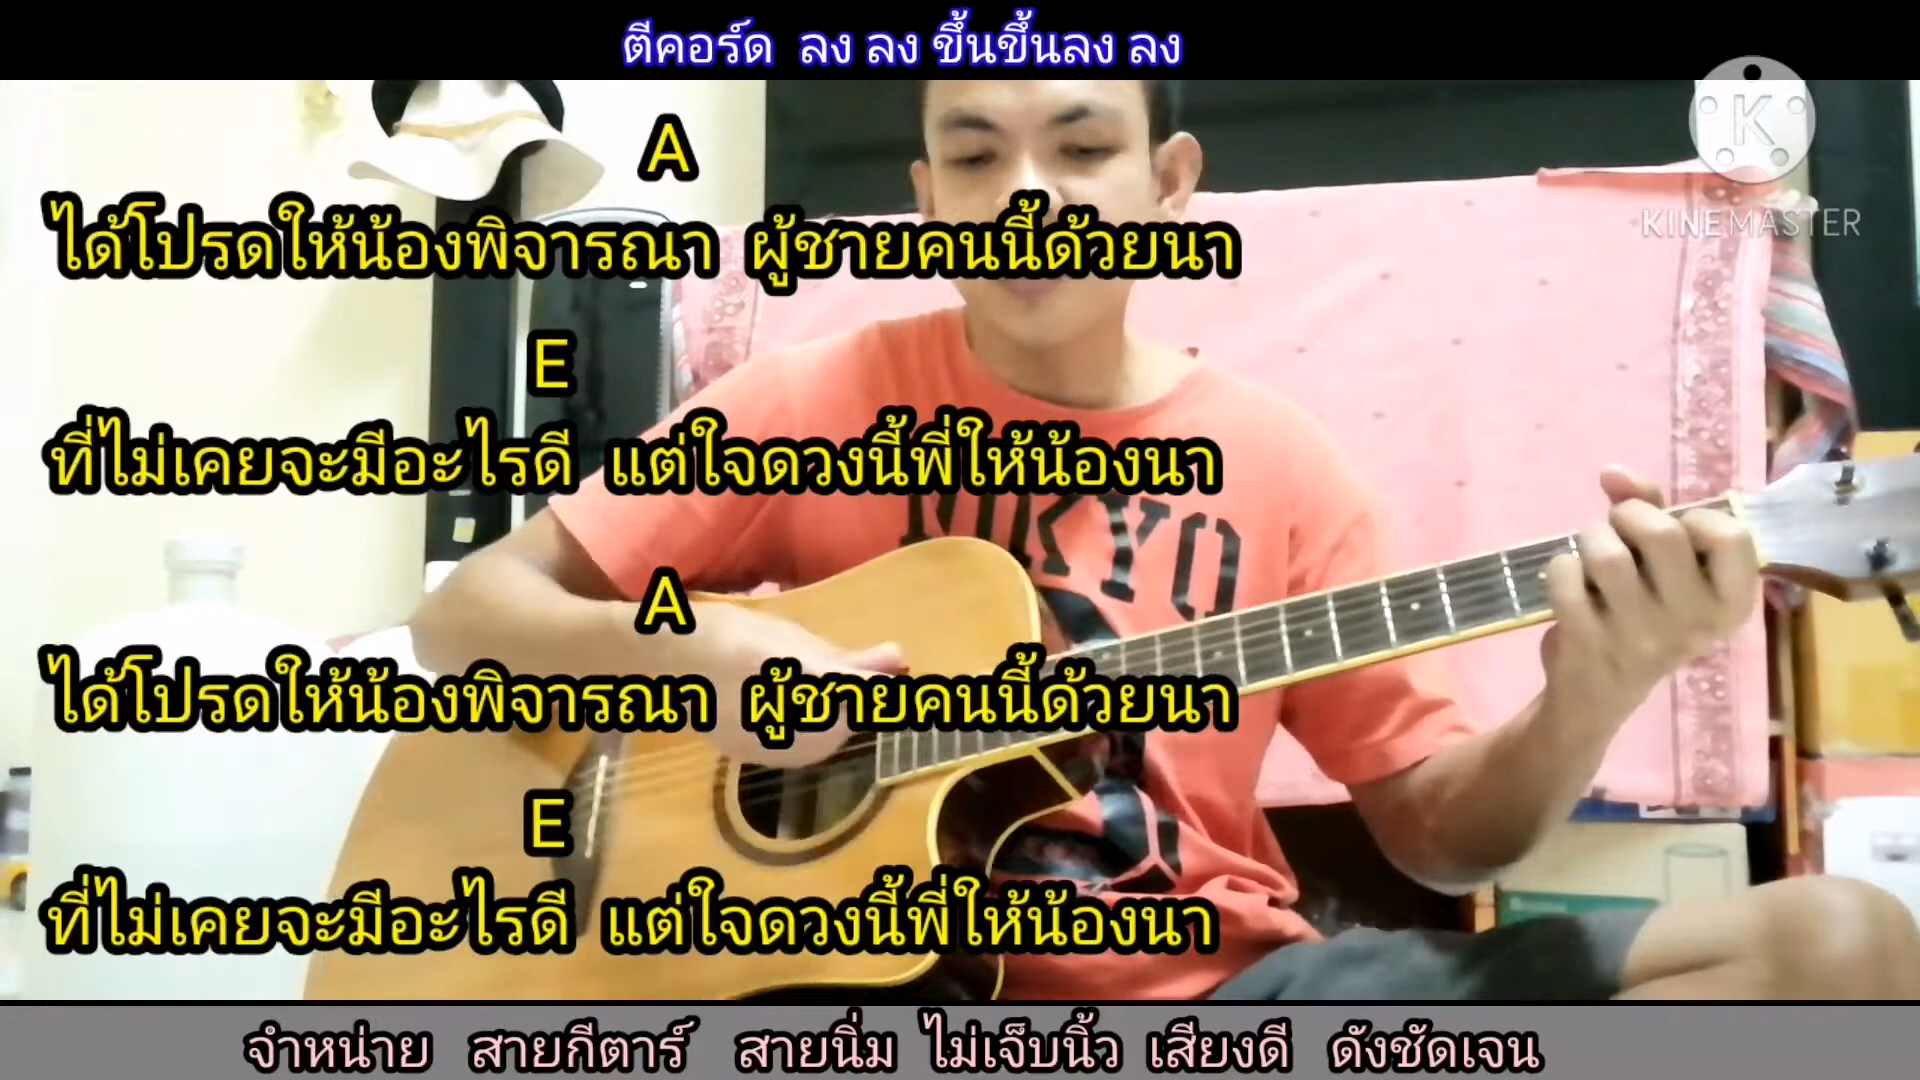 ตีคอร์ด ลง ลง ขึ้นขึ้นลง ลง
K
KINEMASTER
A
ได้โปรดให้น้องพิจารณา ผู้ชายคนนี้ด้วยนา
E
ที่ไม่เคยจะมีอะไรดี แต่ใจดวงนี้พี่ให้น้องนา
A
ได้โปรดให้น้องพิจารณา ผู้ชายคนนี้ด้วยนา
E
ที่ไม่เคยจะมีอะไรดี แต่ใจดวงนี้พี่ให้น้องนา
จำหน่าย สายกีตาร์ สายนิ่ม ไม่เจ็บนิ้ว เสียงดี ดังชัดเจน